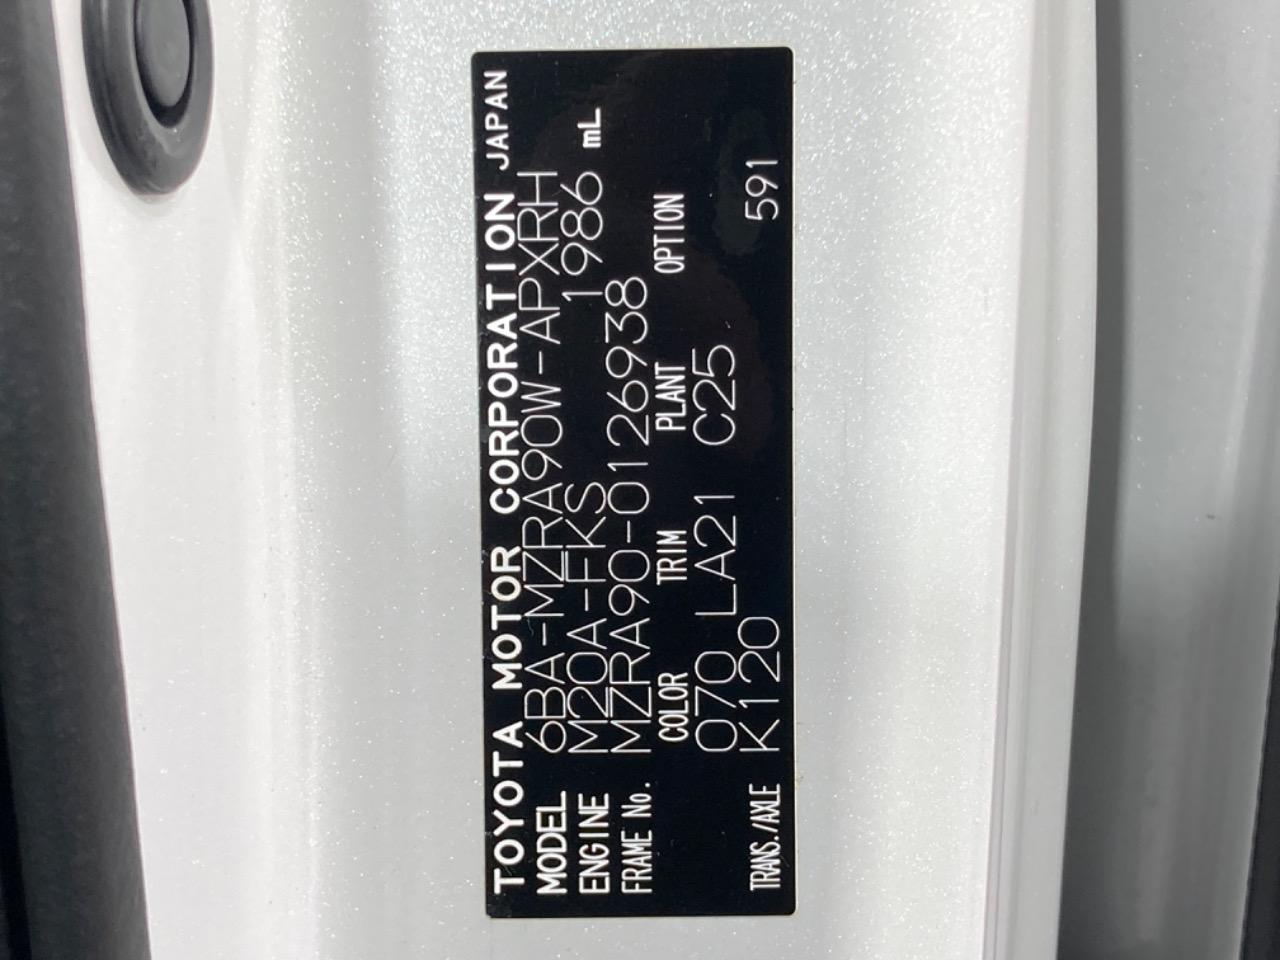 TOYOTA MOTOR CORPORATION JAPAN
MODEL 6BA-MZRA90W-APXRH
ENGINE M20A-FKS 1986 mL
FRAME No. MZRA90-0126938
COLOR TRIM PLANT OPTION
070 LA21 C25
TRANS./AXLE K120 591